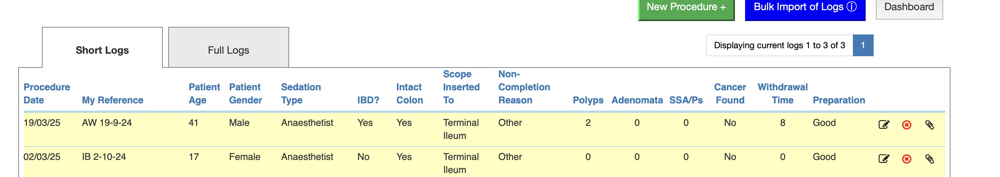 New Procedure + Bulk Import of Logs ⓘ Dashboard
Short Logs Full Logs Displaying current logs 1 to 3 of 3 1
Procedure Date My Reference Patient Age Patient Gender Sedation Type IBD? Intact Colon Scope Inserted To Non-Completion Reason Polyps Adenomata SSA/Ps Cancer Found Withdrawal Time Preparation
19/03/25 AW 19-9-24 41 Male Anaesthetist Yes Yes Terminal Ileum Other 2 0 0 No 8 Good
02/03/25 IB 2-10-24 17 Female Anaesthetist No Yes Terminal Ileum Other 0 0 0 No 0 Good